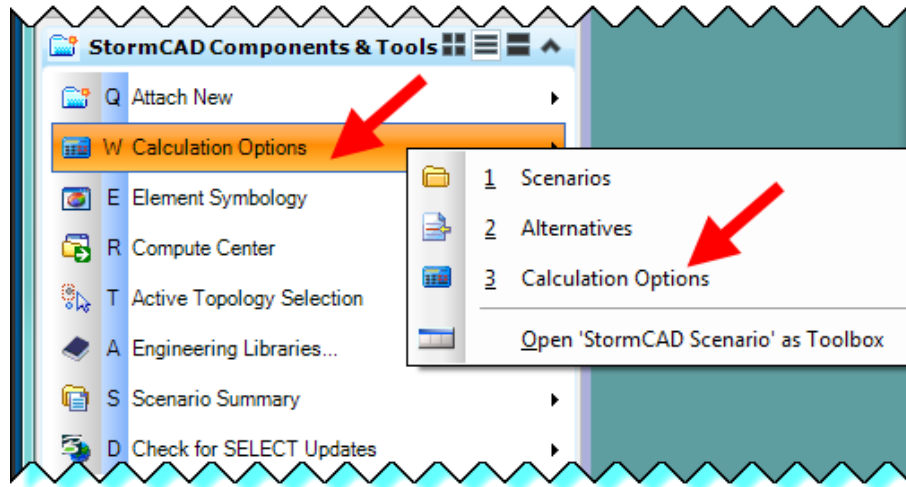 StormCAD Components & Tools
Q Attach New
W Calculation Options
E Element Symbology
R Compute Center
T Active Topology Selection
A Engineering Libraries...
S Scenario Summary
D Check for SELECT Updates
1 Scenarios
2 Alternatives
3 Calculation Options
Open 'StormCAD Scenario' as Toolbox